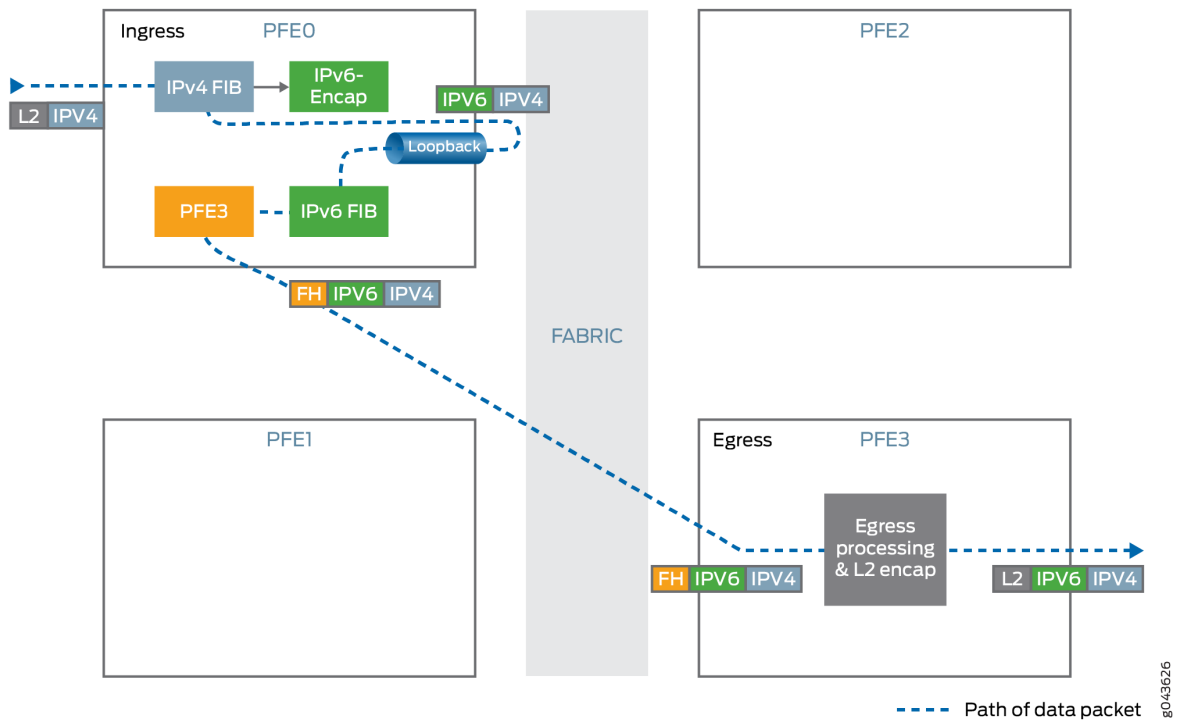 Ingress
PFE0
IPv4 FIB
IPv6-
Encap
L2 IPV4
IPV6 IPV4
Loopback
PFE3
IPv6 FIB
FH IPV6 IPV4
FABRIC
PFE2
PFE1
Egress
PFE3
Egress
processing
& L2 encap
FH IPV6 IPV4
L2 IPV6 IPV4
Path of data packet
g043626